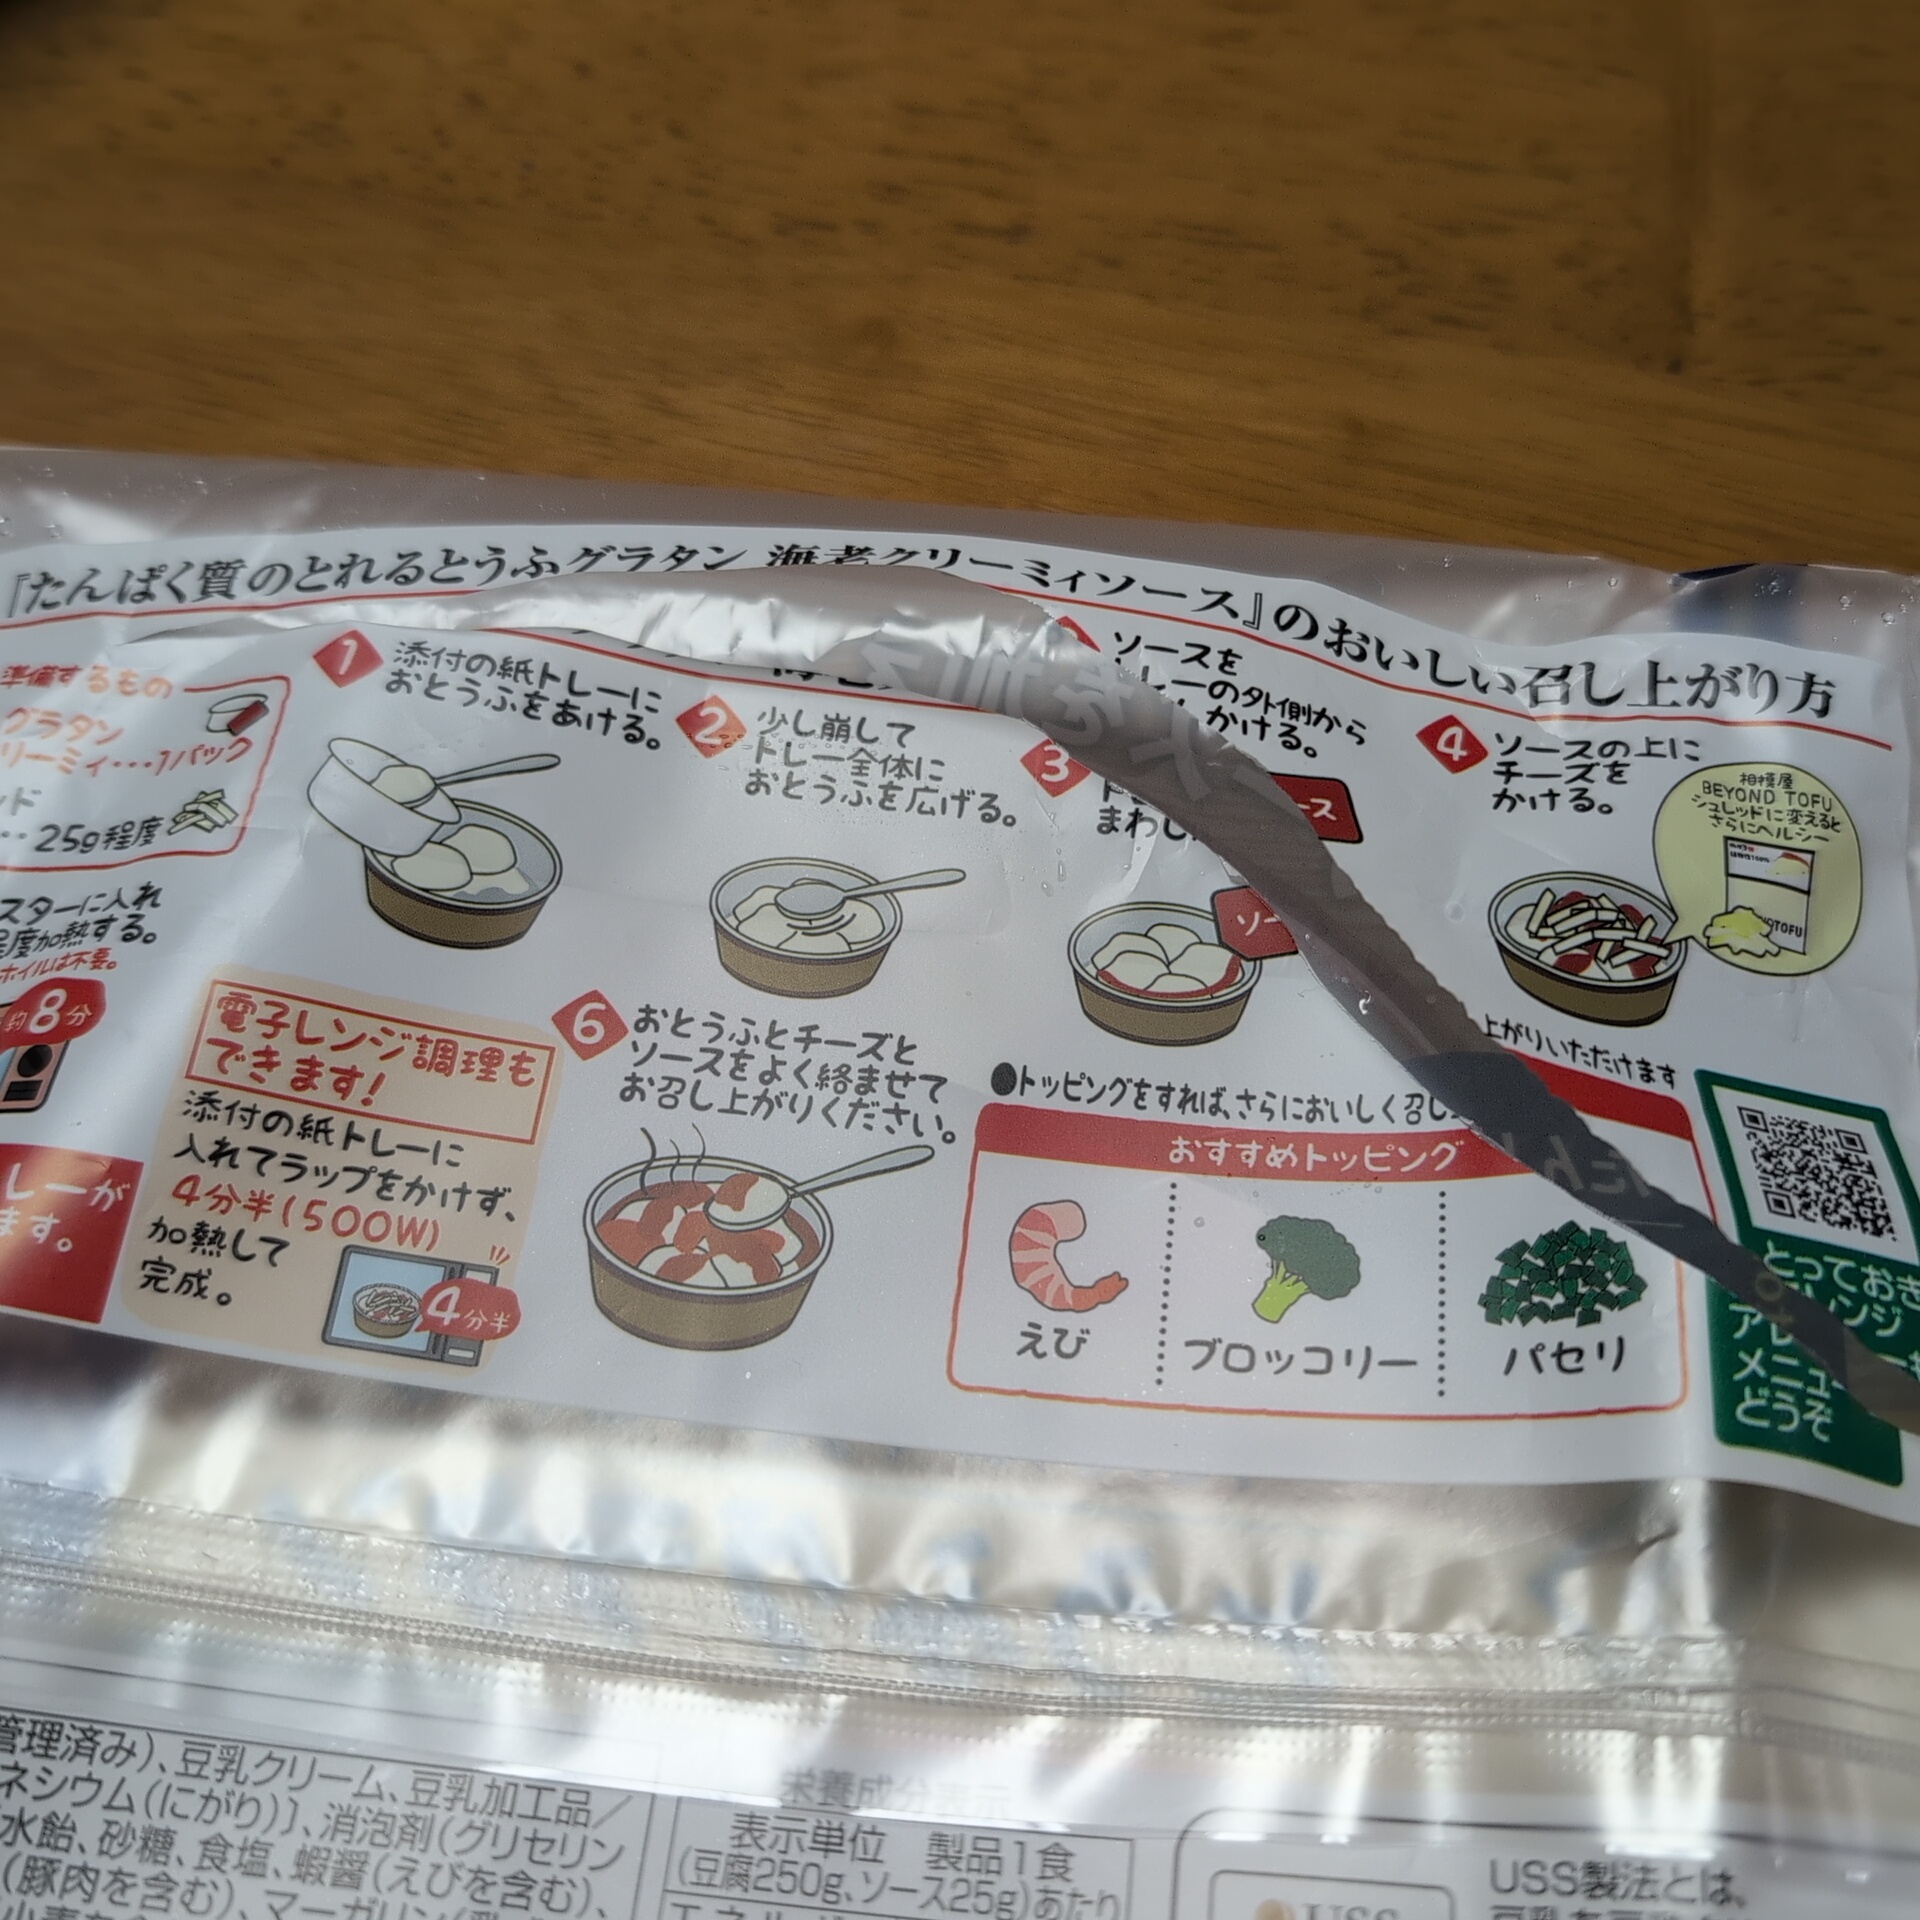 『たんぱく質のとれるとうふグラタン 海老クリーミィソース』のおいしい召し上がり方
準備するもの
グラタン
リーミィ・・・1パック
ッド
・・25g程度
1 添付の紙トレーに
おとうふをあける。
2 少し崩して
トレー全体に
おとうふを広げる。
3
ソースを
レーの外側から
かける。
まわし
ソー
ース
4 ソースの上に
チーズを
かける。
相模屋
BEYOND TOFU
シュレッドに変えると
さらにヘルシー
スターに入れ
程度加熱する。
ホイルは不要。
約8分
レーが
ます。
電子レンジ調理も
できます!
添付の紙トレーに
入れてラップをかけず、
4分半(500W)
加熱して
完成。
4分半
6 おとうふとチーズと
ソースをよく絡ませて
お召し上がりください。
●トッピングをすれば、さらにおいしく召し
上がりいただけます
おすすめトッピング
えび
ブロッコリー
パセリ
とっておき
アレンジ
メニュー
どうぞ
管理済み)、豆乳クリーム、豆乳加工品/
ネシウム(にがり)〕、消泡剤(グリセリン
水飴、砂糖、食塩、蝦醤(えびを含む)、
(豚肉を含む)、マーガリン(乳
栄養成分表示
表示単位 製品1食
(豆腐250g、ソース25g)あたり
USS製法とは、